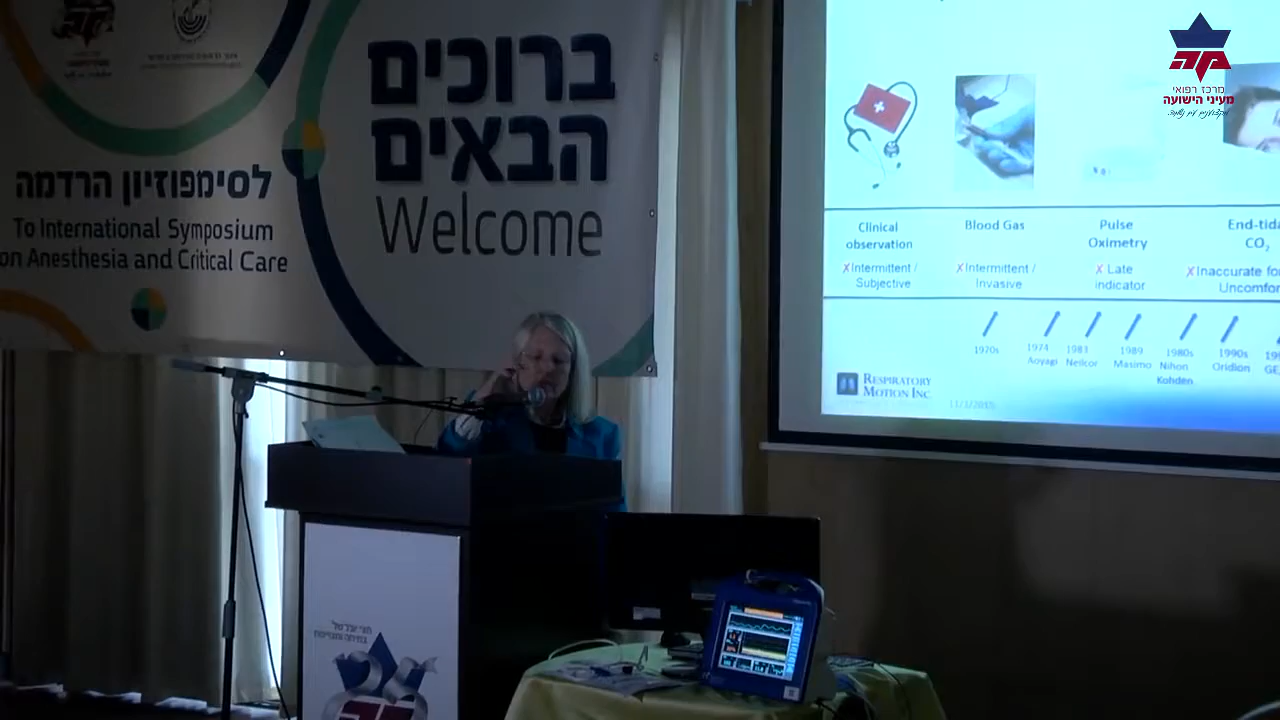 ברוכים
הבאים
Welcome
לסימפוזיון הרדמה
To International Symposium
on Anesthesia and Critical Care
מרכז רפואי
מעיני הישועה
Clinical
observation
Blood Gas
Pulse
Oximetry
End-tida
CO2
✗Intermittent /
Subjective
✗Intermittent /
Invasive
✗ Late
indicator
✗Inaccurate fo
Uncomfor
1970s
1974
Aoyagi
1983
Nellcor
1989
Masimo
1980s
Nihon
Kohden
1990s
Oridion
GE
RESPIRATORY
MOTION INC.